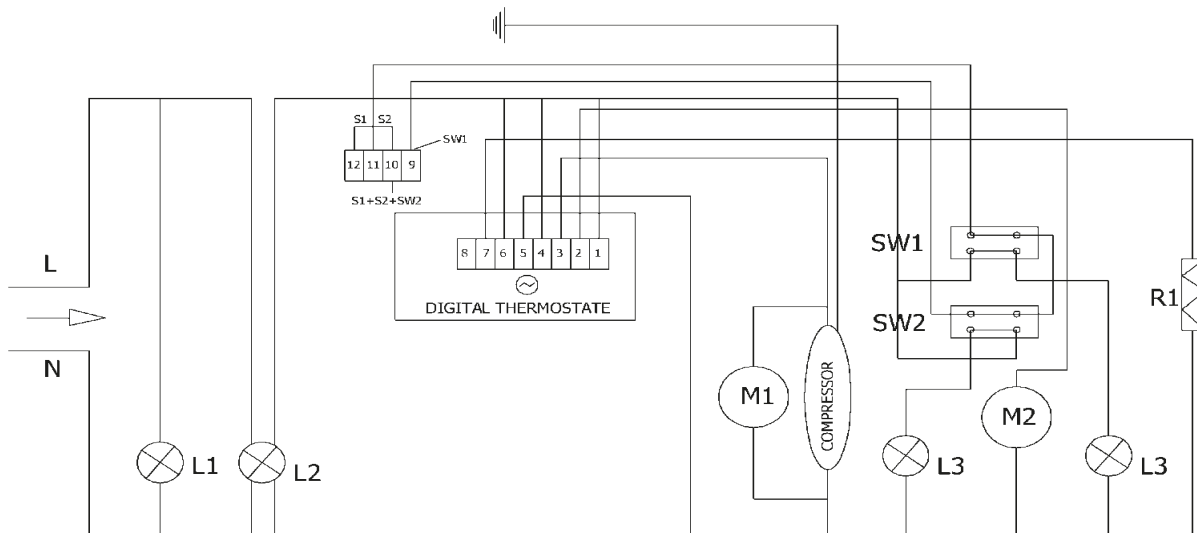 S1 S2
SW1
12 11 10 9
S1+S2+SW2
8 7 6 5 4 3 2 1
DIGITAL THERMOSTATE
L
N
SW1
SW2
R1
M1
COMPRESSOR
M2
L1
L2
L3
L3